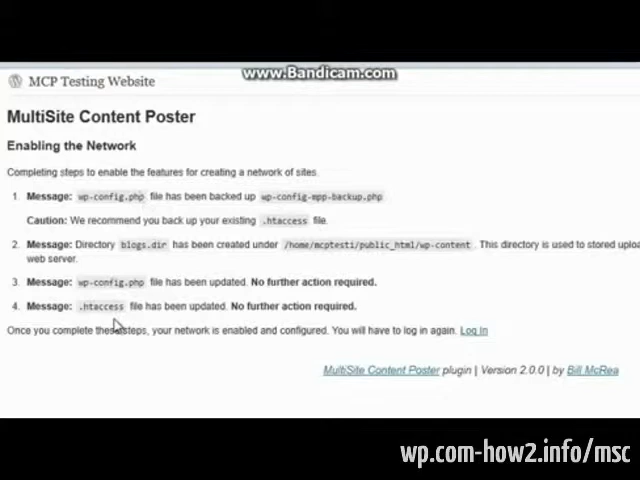 www.Bandicam.com
MCP Testing Website
MultiSite Content Poster
Enabling the Network
Completing steps to enable the features for creating a network of sites.
1. Message: wp-config.php file has been backed up wp-config-mpp-backup.php
Caution: We recommend you back up your existing .htaccess file.
2. Message: Directory blogs.dir has been created under /home/mcptesti/public_html/wp-content . This directory is used to stored uploa
web server.
3. Message: wp-config.php file has been updated. No further action required.
4. Message: .htaccess file has been updated. No further action required.
Once you complete these steps, your network is enabled and configured. You will have to log in again. Log In
MultiSite Content Poster plugin | Version 2.0.0 | by Bill McRea
wp.com-how2.info/msc